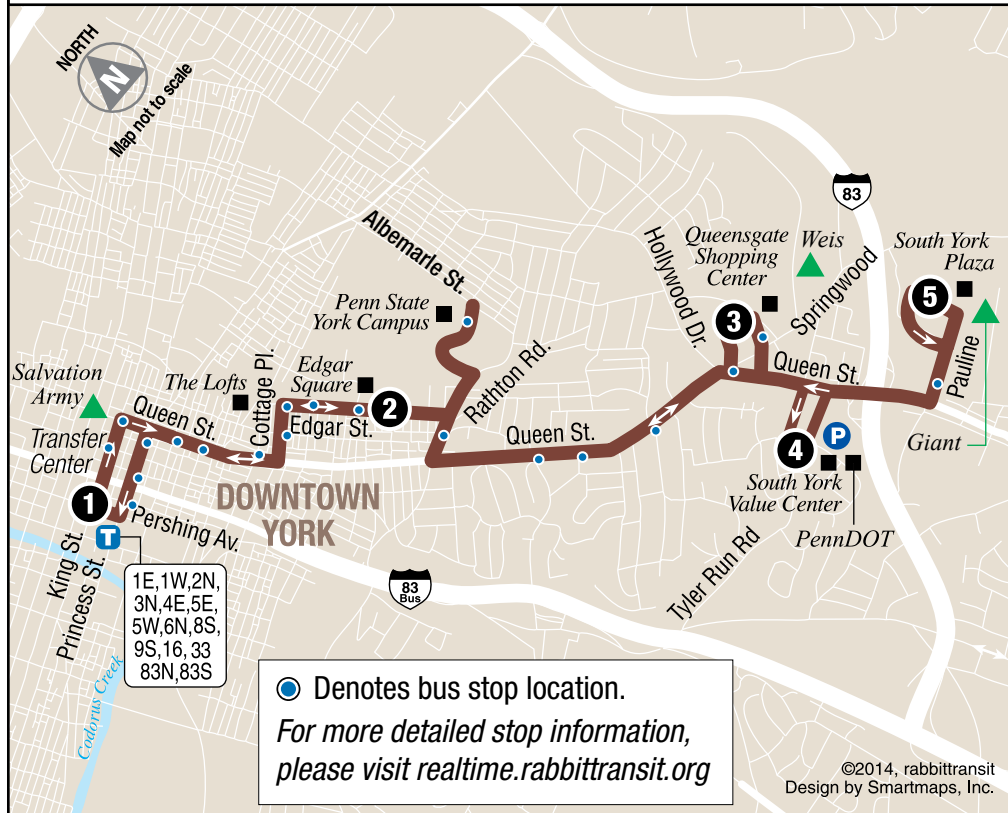 NORTH
N
Map not to scale
83
Albemarle St.
Penn State
York Campus
Hollywood Dr.
Queensgate
Shopping
Center
Weis
Springwood
South York
Plaza
5
3
Salvation
Army
The Lofts
Cottage Pl.
Edgar
Square
2
Edgar St.
Rathton Rd.
Queen St.
Pauline
Queen St.
Queen St.
Transfer
Center
Giant
4
P
South York
Value Center
PennDOT
Tyler Run Rd
1
DOWNTOWN
YORK
Pershing Av.
T
King St.
Princess St.
83
Bus
1E,1W,2N,
3N,4E,5E,
5W,6N,8S,
9S,16, 33
83N,83S
Codorus Creek
Denotes bus stop location.
For more detailed stop information,
please visit realtime.rabbittransit.org
©2014, rabbittransit
Design by Smartmaps, Inc.